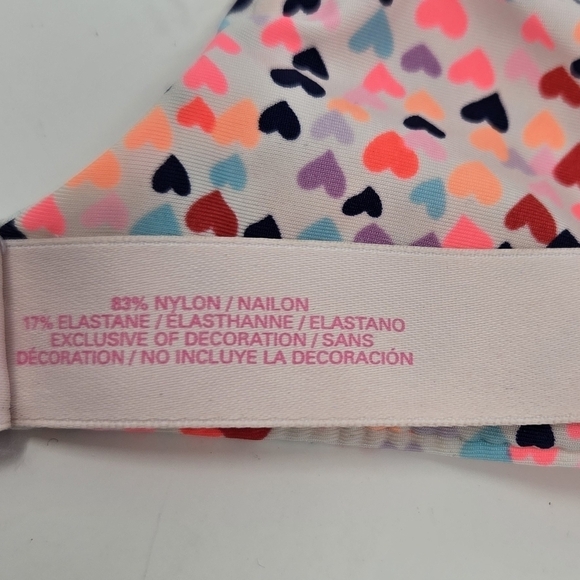 83% NYLON / NAILON
17% ELASTANE / ÉLASTHANNE / ELASTANO
EXCLUSIVE OF DECORATION / SANS
DÉCORATION / NO INCLUYE LA DECORACIÓN